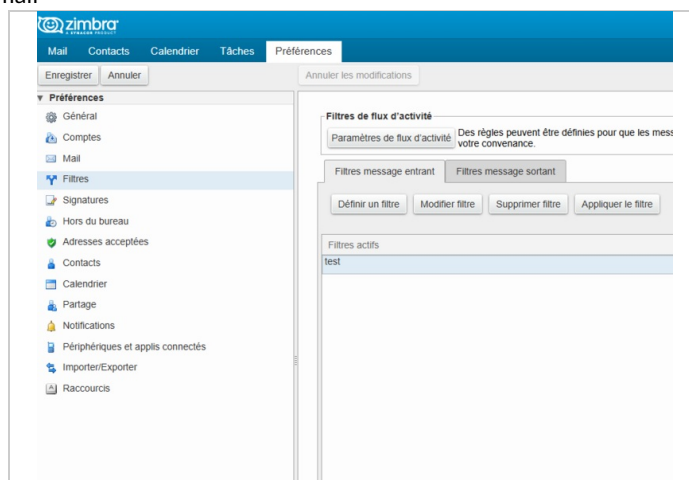 zimbra
A SYNACOR PRODUCT
Mail Contacts Calendrier Tâches Préférences
Enregistrer Annuler Annuler les modifications
Préférences
Général
Comptes
Mail
Filtres
Signatures
Hors du bureau
Adresses acceptées
Contacts
Calendrier
Partage
Notifications
Périphériques et applis connectés
Importer/Exporter
Raccourcis
Filtres de flux d'activité
Paramètres de flux d'activité
Des règles peuvent être définies pour que les mess
votre convenance.
Filtres message entrant Filtres message sortant
Définir un filtre Modifier filtre Supprimer filtre Appliquer le filtre
Filtres actifs
test